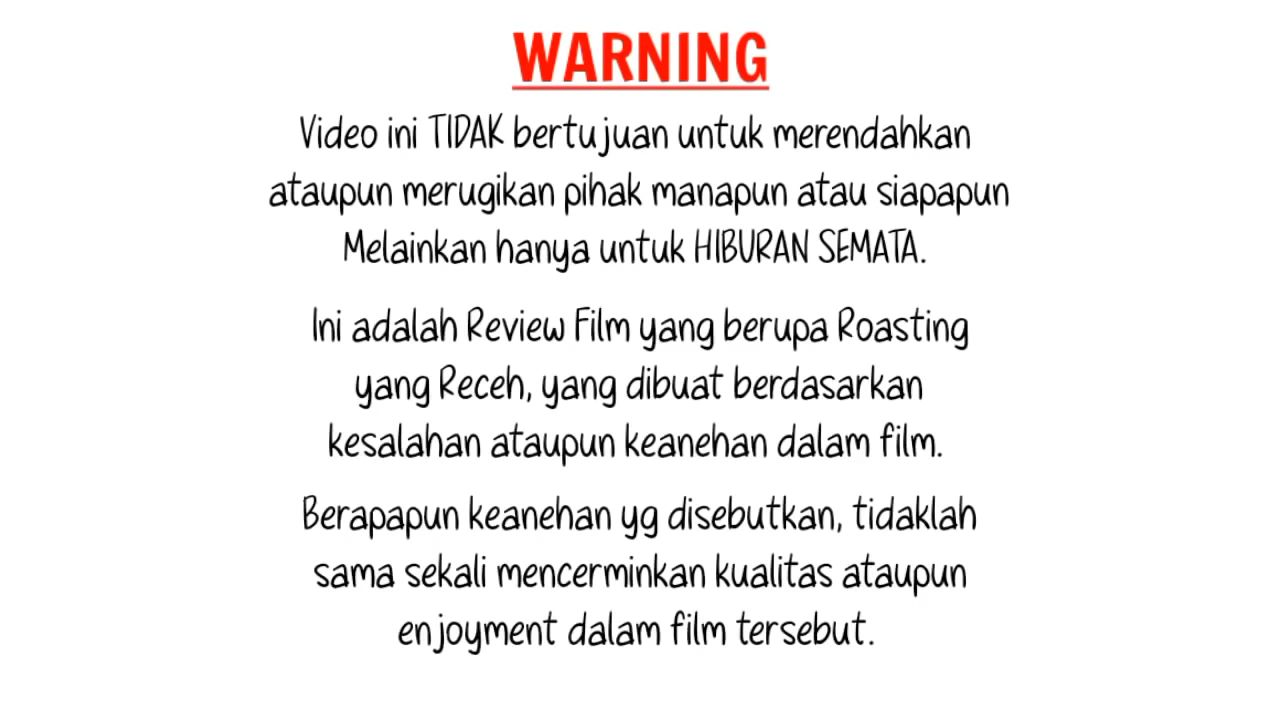 WARNING
Video ini TIDAK bertujuan untuk merendahkan
ataupun merugikan pihak manapun atau siapapun
Melainkan hanya untuk HIBURAN SEMATA.
Ini adalah Review Film yang berupa Roasting
yang Receh, yang dibuat berdasarkan
kesalahan ataupun keanehan dalam film.
Berapapun keanehan yg disebutkan, tidaklah
sama sekali mencerminkan kualitas ataupun
enjoyment dalam film tersebut.